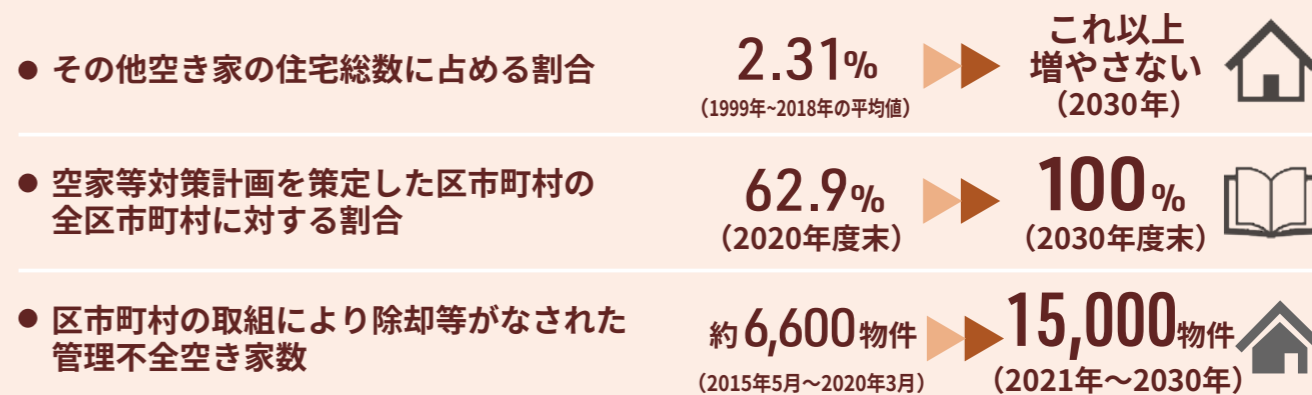 ● その他空き家の住宅総数に占める割合
2.31%
（1999年~2018年の平均値）
これ以上
増やさない
（2030年）
● 空家等対策計画を策定した区市町村の
全区市町村に対する割合
62.9%
（2020年度末）
100%
（2030年度末）
● 区市町村の取組により除却等がなされた
管理不全空き家数
約6,600物件
（2015年5月～2020年3月）
15,000物件
（2021年～2030年）